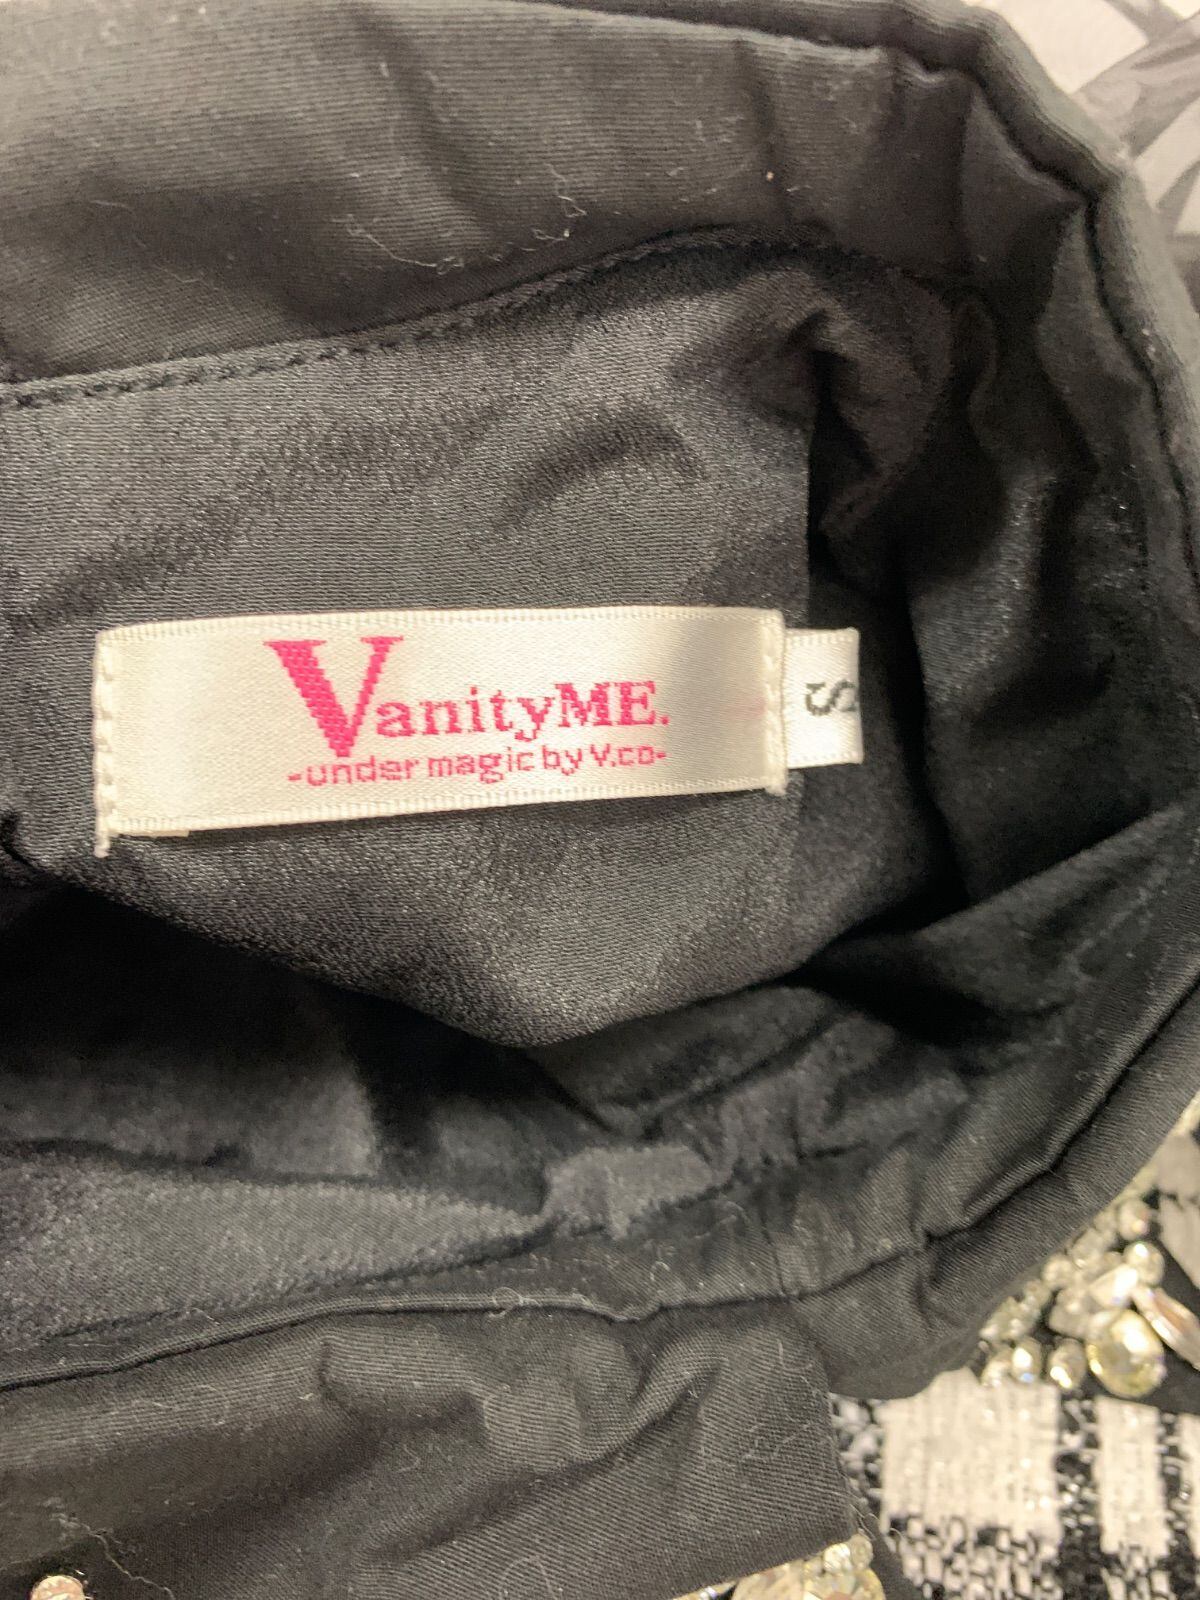 VanityME.
-under magic by V.co-
S